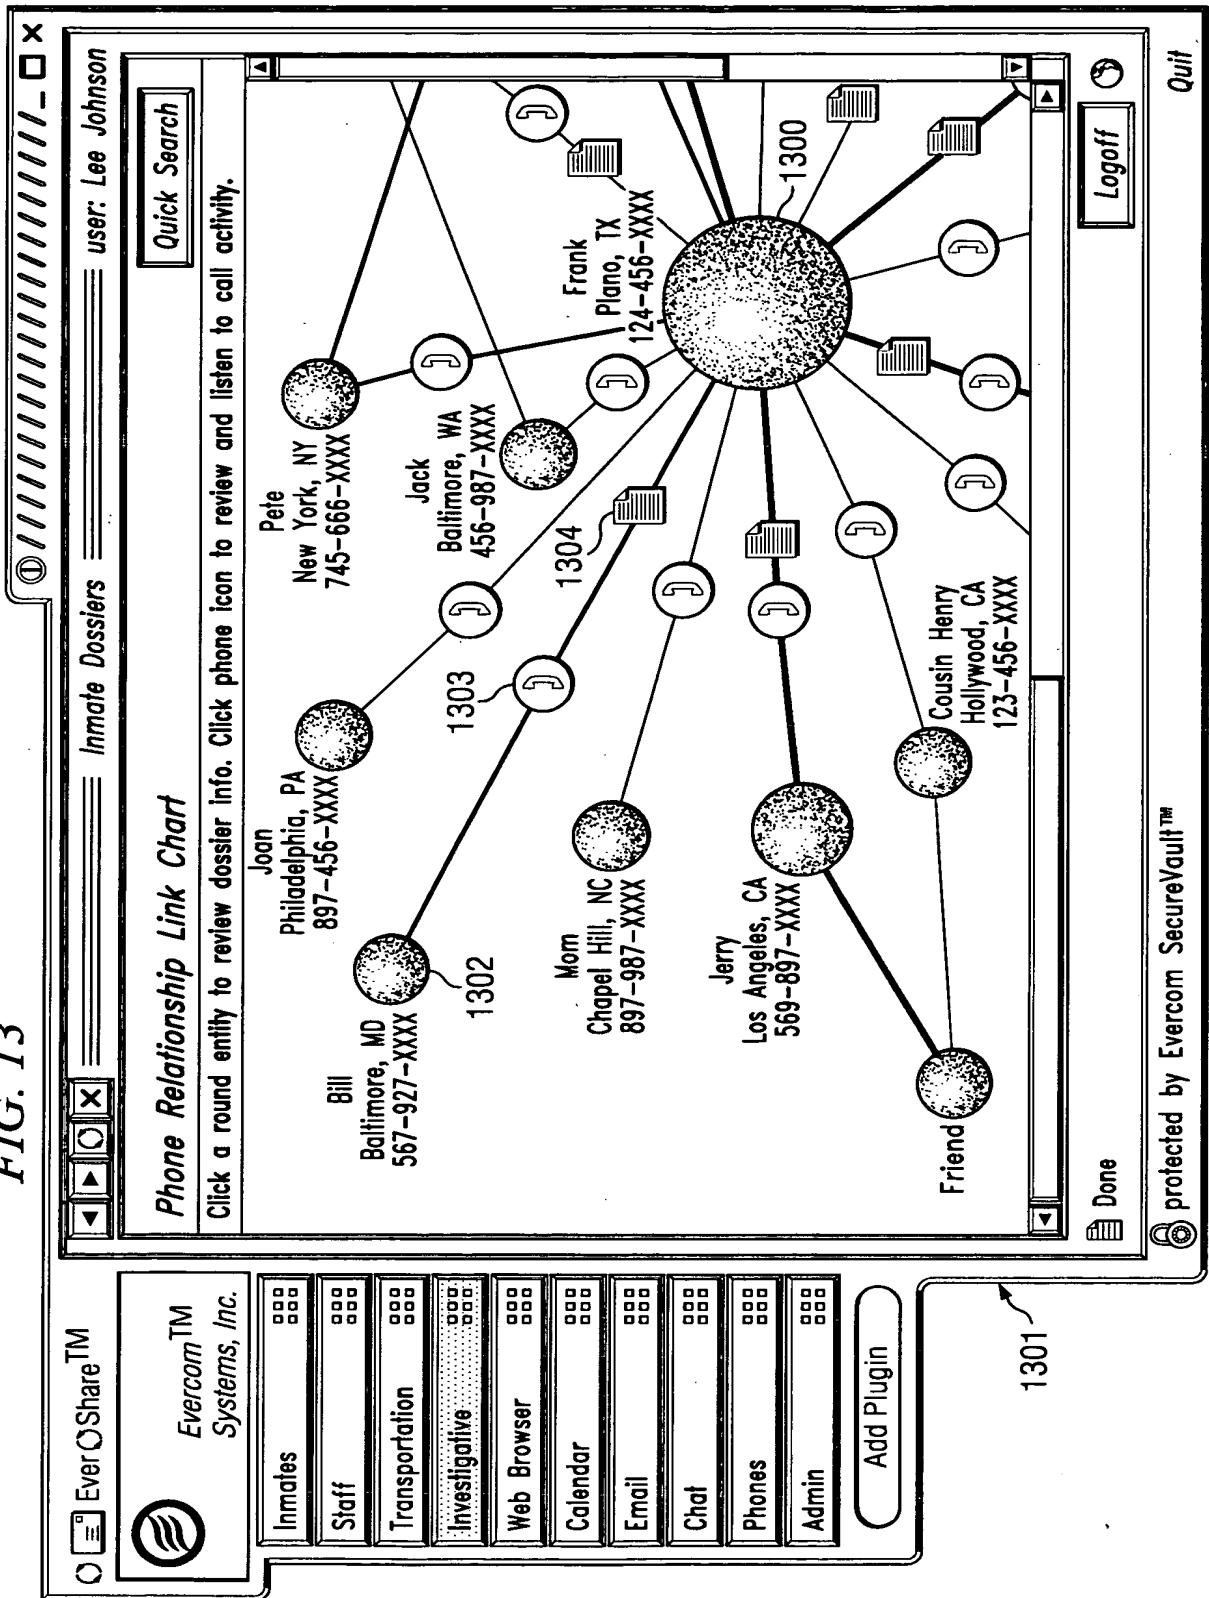 FIG. 13
Ever Share™
Inmate Dossiers
user: Lee Johnson
Evercom™
Systems, Inc.
Inmates
Staff
Transportation
Investigative
Web Browser
Calendar
Email
Chat
Phones
Admin
Add Plugin
1301
Phone Relationship Link Chart
Quick Search
Click a round entity to review dossier info. Click phone icon to review and listen to call activity.
Pete
New York, NY
745-666-XXXX
Joan
Philadelphia, PA
897-456-XXXX
Bill
Baltimore, MD
567-927-XXXX
1302
1303
1304
Jack
Baltimore, WA
456-987-XXXX
Frank
Plano, TX
124-456-XXXX
1300
Mom
Chapel Hill, NC
897-987-XXXX
Jerry
Los Angeles, CA
569-897-XXXX
Cousin Henry
Hollywood, CA
123-456-XXXX
Friend
Done
Logoff
protected by Evercom SecureVault™
Quit